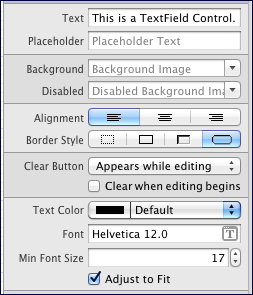 Text This is a TextField Control.
Placeholder Placeholder Text
Background Background Image
Disabled Disabled Background Ima
Alignment
Border Style
Clear Button Appears while editing
Clear when editing begins
Text Color Default
Font Helvetica 12.0 T
Min Font Size 17
Adjust to Fit